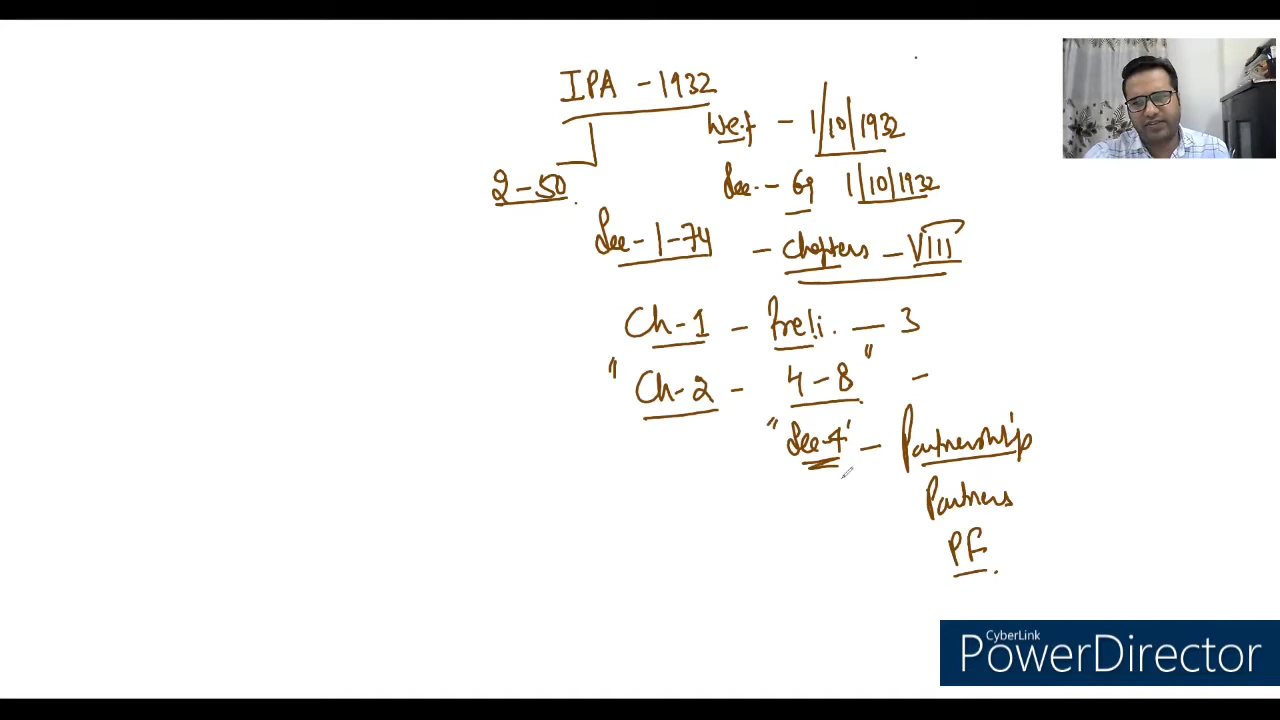 IPA - 1932
We.f - 1/10/1932
2-50.
Sec. - 69 1/10/1932
Sec - 1-74 - Chapters - VIII
Ch-1 - Preli. - 3
"Ch-2 - 4-8" -
"Sec-4" - Partnership
Partners
PF.
CyberLink
PowerDirector